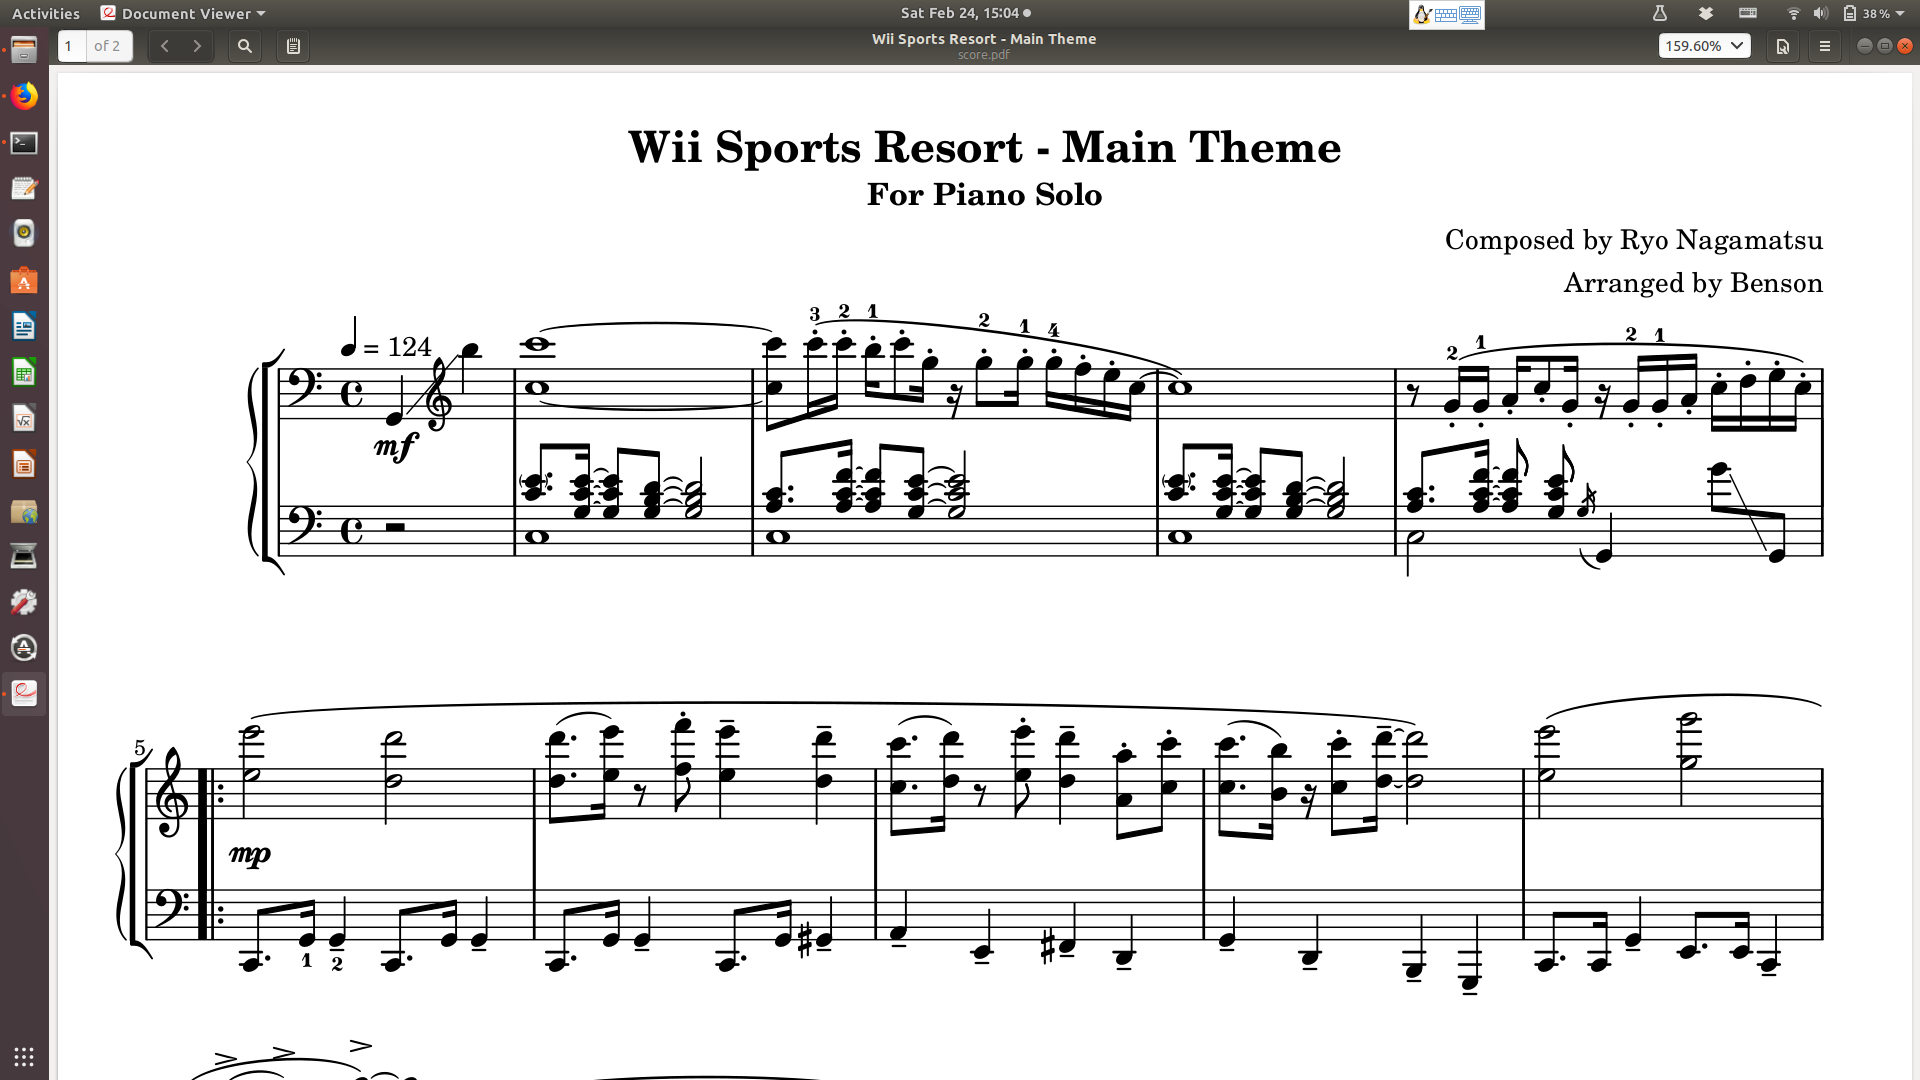 Activities
Document Viewer
Sat Feb 24, 15:04
38 %
1 of 2
Wii Sports Resort - Main Theme
score.pdf
159.60%
Wii Sports Resort - Main Theme
For Piano Solo
Composed by Ryo Nagamatsu
Arranged by Benson
= 124
3 2 1 2 1 4 2 1 2 1
mf
5
mp
1 2